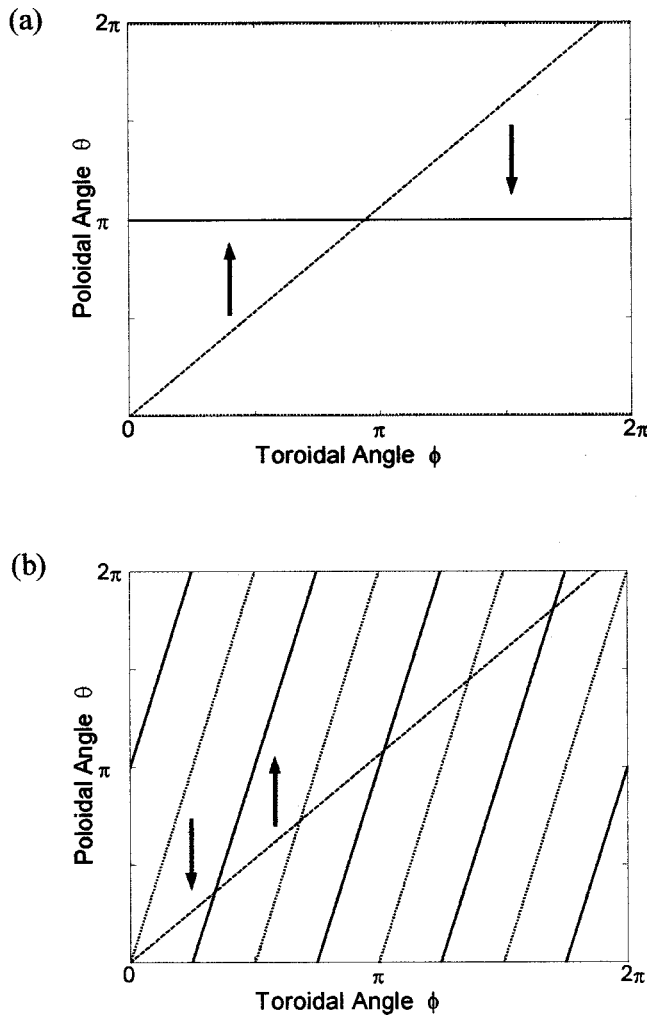 (a)
2π
π
Poloidal Angle θ
0
π
2π
Toroidal Angle ϕ
(b)
2π
π
Poloidal Angle θ
0
π
2π
Toroidal Angle ϕ